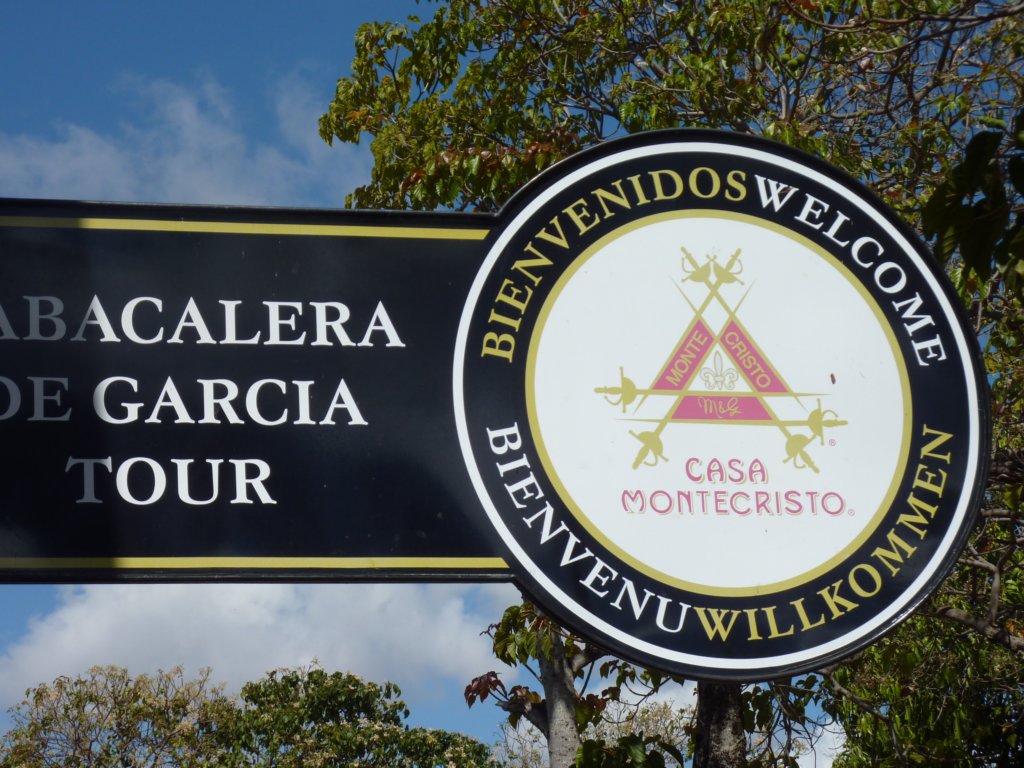 ABACALERA
DE GARCIA
TOUR
BIENVENIDOS WELCOME
MONTE CRISTO
M&G
CASA
MONTECRISTO®
BIENVENU WILLKOMMEN